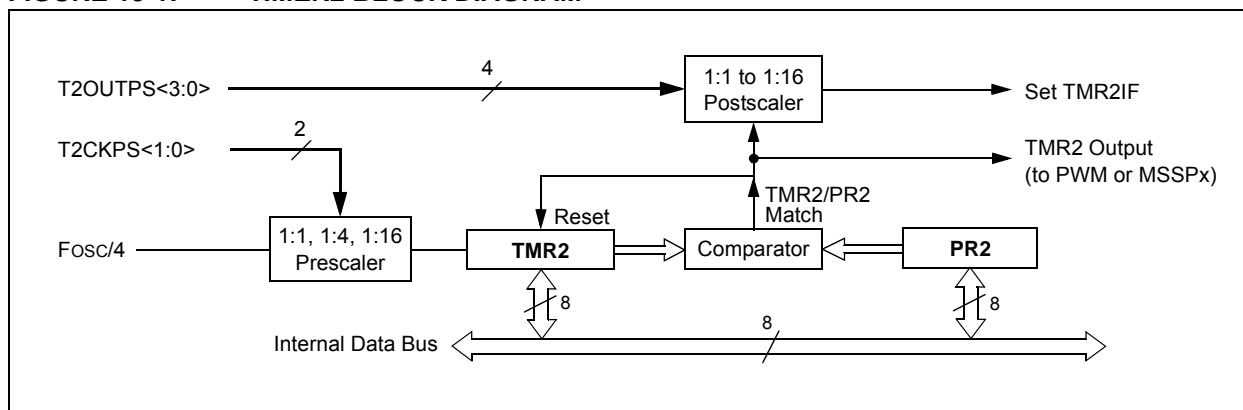 4
1:1 to 1:16
Postscaler
T2OUTPS<3:0>
Set TMR2IF
2
T2CKPS<1:0>
TMR2 Output
(to PWM or MSSPx)
TMR2/PR2
Match
Reset
FOSC/4
1:1, 1:4, 1:16
Prescaler
TMR2
Comparator
PR2
8
8
8
Internal Data Bus